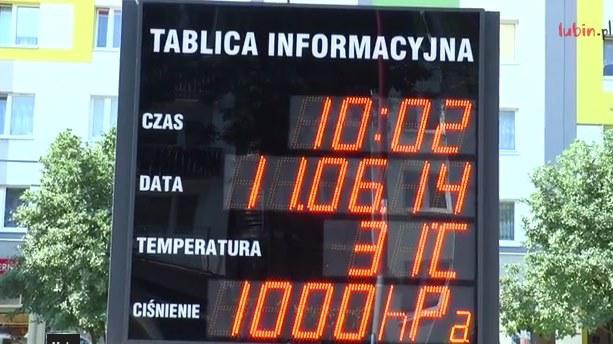 lubin.pl
TABLICA INFORMACYJNA
CZAS 10:02
DATA 11.06.14
TEMPERATURA 31C
CIŚNIENIE 1000hPa